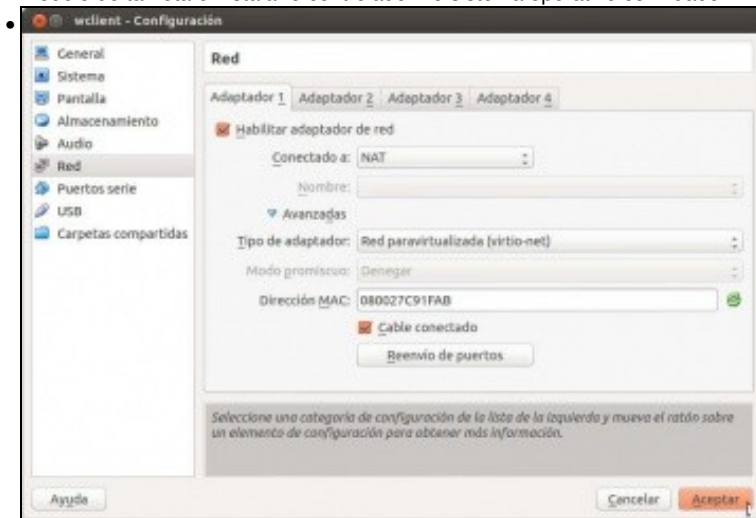 wclient - Configuración
General
Sistema
Pantalla
Almacenamiento
Audio
Red
Puertos serie
USB
Carpetas compartidas
Red
Adaptador 1 Adaptador 2 Adaptador 3 Adaptador 4
Habilitar adaptador de red
Conectado a: NAT
Nombre:
Avanzadas
Tipo de adaptador: Red paravirtualizada (virtio-net)
Modo promiscuo: Denegar
Dirección MAC: 080027C91FAB
Cable conectado
Reenvío de puertos
Seleccione una categoría de configuración de la lista de la izquierda y mueva el ratón sobre
un elemento de configuración para obtener más información.
Ayuda Cancelar Aceptar